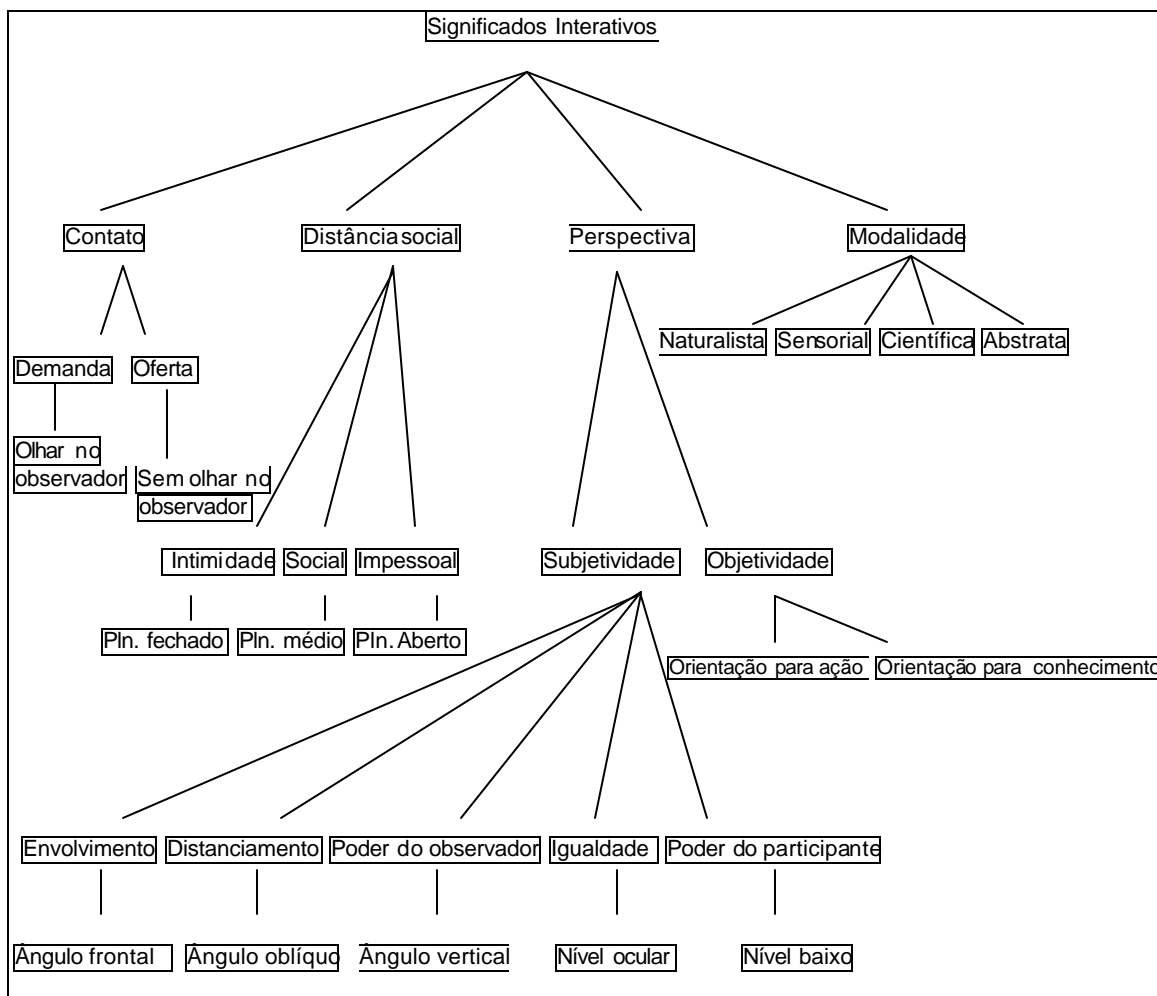 Significados Interativos
Contato
Distância social
Perspectiva
Modalidade
Naturalista
Sensorial
Científica
Abstrata
Demanda
Oferta
Olhar no
observador
Sem olhar no
observador
Intimidade
Social
Impessoal
Subjetividade
Objetividade
Pln. fechado
Pln. médio
Pln. Aberto
Orientação para ação
Orientação para conhecimento
Envolvimento
Distanciamento
Poder do observador
Igualdade
Poder do participante
Ângulo frontal
Ângulo oblíquo
Ângulo vertical
Nível ocular
Nível baixo